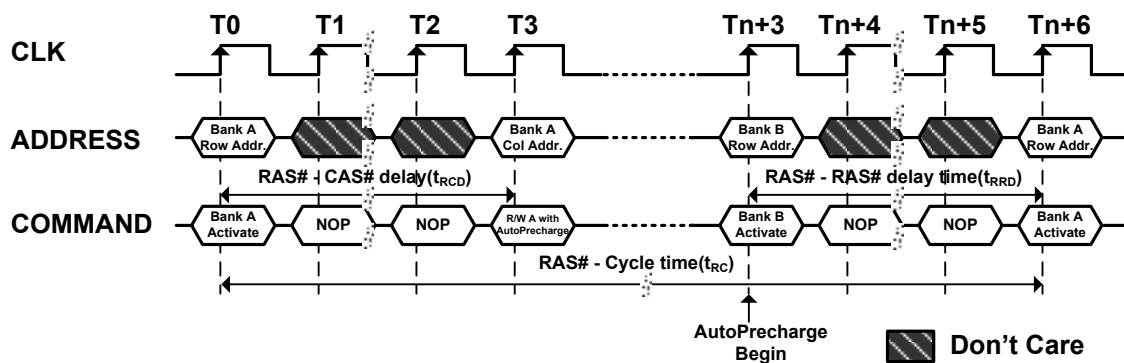 T0 T1 T2 T3 Tn+3 Tn+4 Tn+5 Tn+6
CLK
ADDRESS
Bank A
Row Addr.
Bank A
Col Addr.
Bank B
Row Addr.
Bank A
Row Addr.
RAS# - CAS# delay(tRCD)
RAS# - RAS# delay time(tRRD)
COMMAND
Bank A
Activate
NOP
NOP
R/W A with
AutoPrecharge
Bank B
Activate
NOP
NOP
Bank A
Activate
RAS# - Cycle time(tRC)
AutoPrecharge
Begin
Don't Care